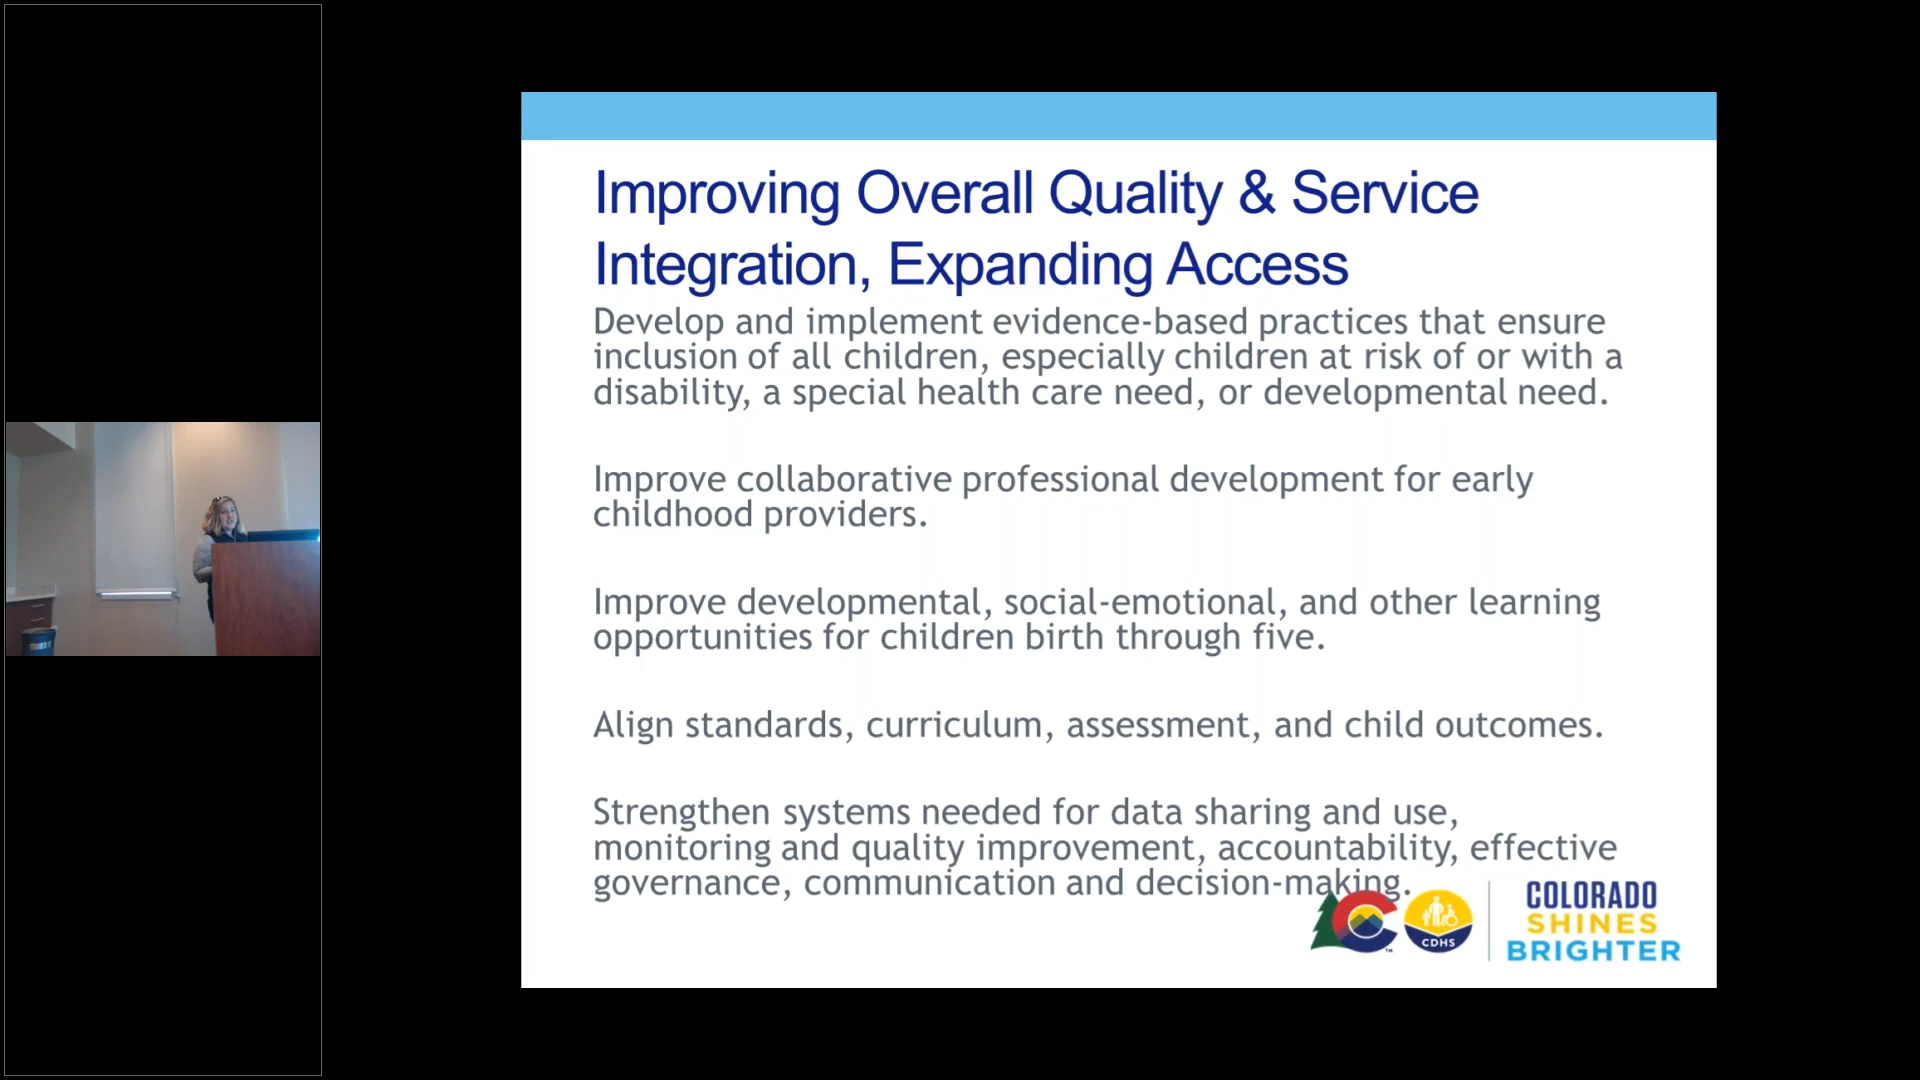 Improving Overall Quality & Service
Integration, Expanding Access
Develop and implement evidence-based practices that ensure
inclusion of all children, especially children at risk of or with a
disability, a special health care need, or developmental need.
Improve collaborative professional development for early
childhood providers.
Improve developmental, social-emotional, and other learning
opportunities for children birth through five.
Align standards, curriculum, assessment, and child outcomes.
Strengthen systems needed for data sharing and use,
monitoring and quality improvement, accountability, effective
governance, communication and decision-making.
CDHS
TM
COLORADO
SHINES
BRIGHTER